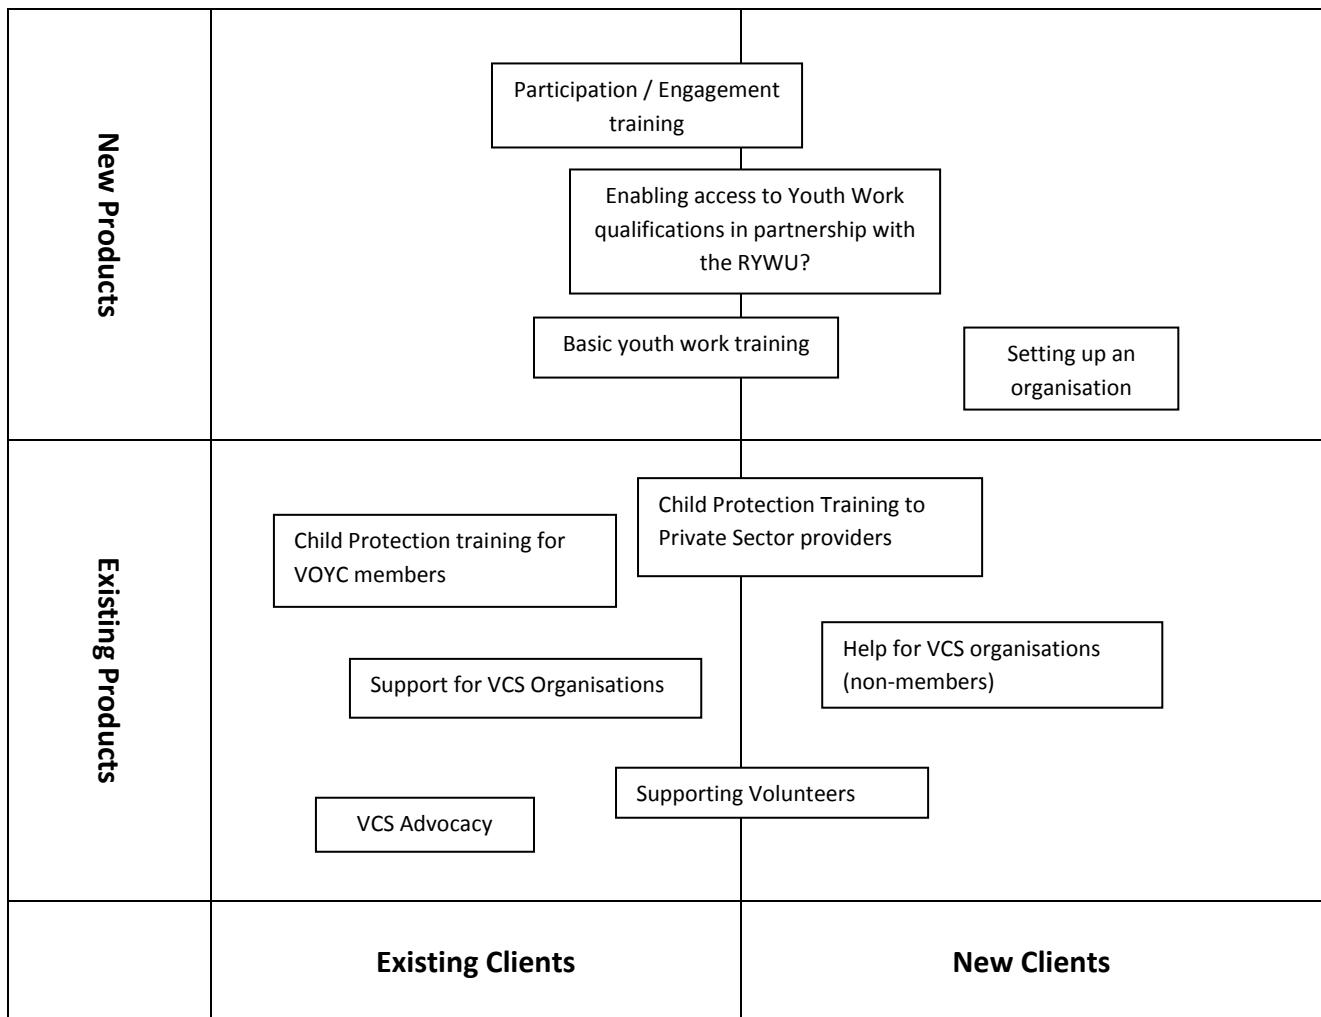 New Products
Participation / Engagement
training
Enabling access to Youth Work
qualifications in partnership with
the RYWU?
Basic youth work training
Setting up an
organisation
Existing Products
Child Protection training for
VOYC members
Child Protection Training to
Private Sector providers
Support for VCS Organisations
Help for VCS organisations
(non-members)
VCS Advocacy
Supporting Volunteers
Existing Clients
New Clients